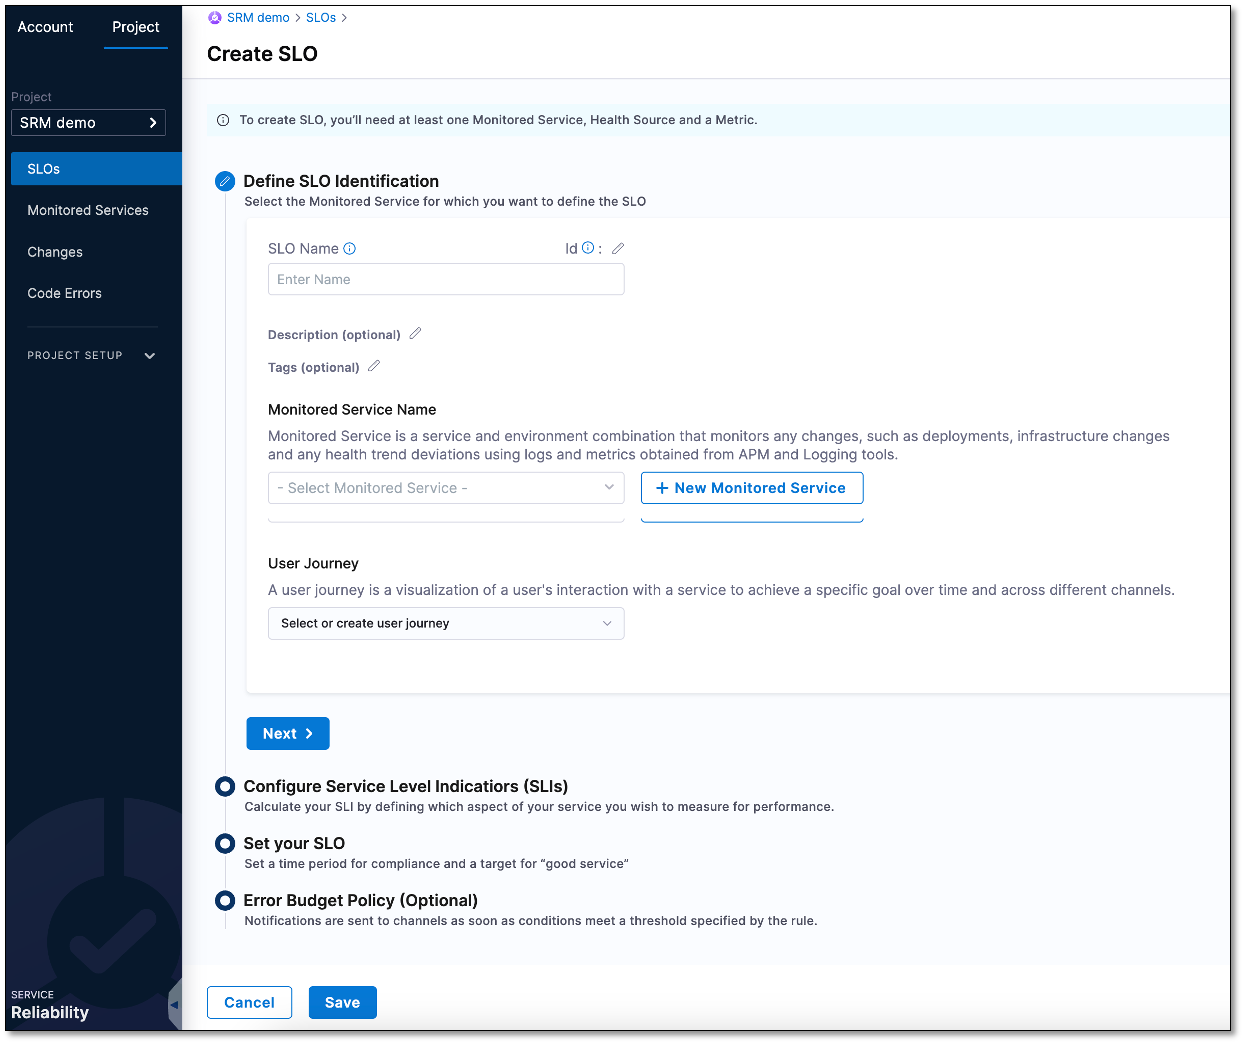 Account Project
SRM demo > SLOs >
Create SLO
Project
SRM demo
SLOs
Monitored Services
Changes
Code Errors
PROJECT SETUP
To create SLO, you'll need at least one Monitored Service, Health Source and a Metric.
Define SLO Identification
Select the Monitored Service for which you want to define the SLO
SLO Name Id :
Enter Name
Description (optional)
Tags (optional)
Monitored Service Name
Monitored Service is a service and environment combination that monitors any changes, such as deployments, infrastructure changes
and any health trend deviations using logs and metrics obtained from APM and Logging tools.
- Select Monitored Service - + New Monitored Service
User Journey
A user journey is a visualization of a user's interaction with a service to achieve a specific goal over time and across different channels.
Select or create user journey
Next >
Configure Service Level Indicatiors (SLIs)
Calculate your SLI by defining which aspect of your service you wish to measure for performance.
Set your SLO
Set a time period for compliance and a target for “good service”
Error Budget Policy (Optional)
Notifications are sent to channels as soon as conditions meet a threshold specified by the rule.
Cancel Save
SERVICE
Reliability